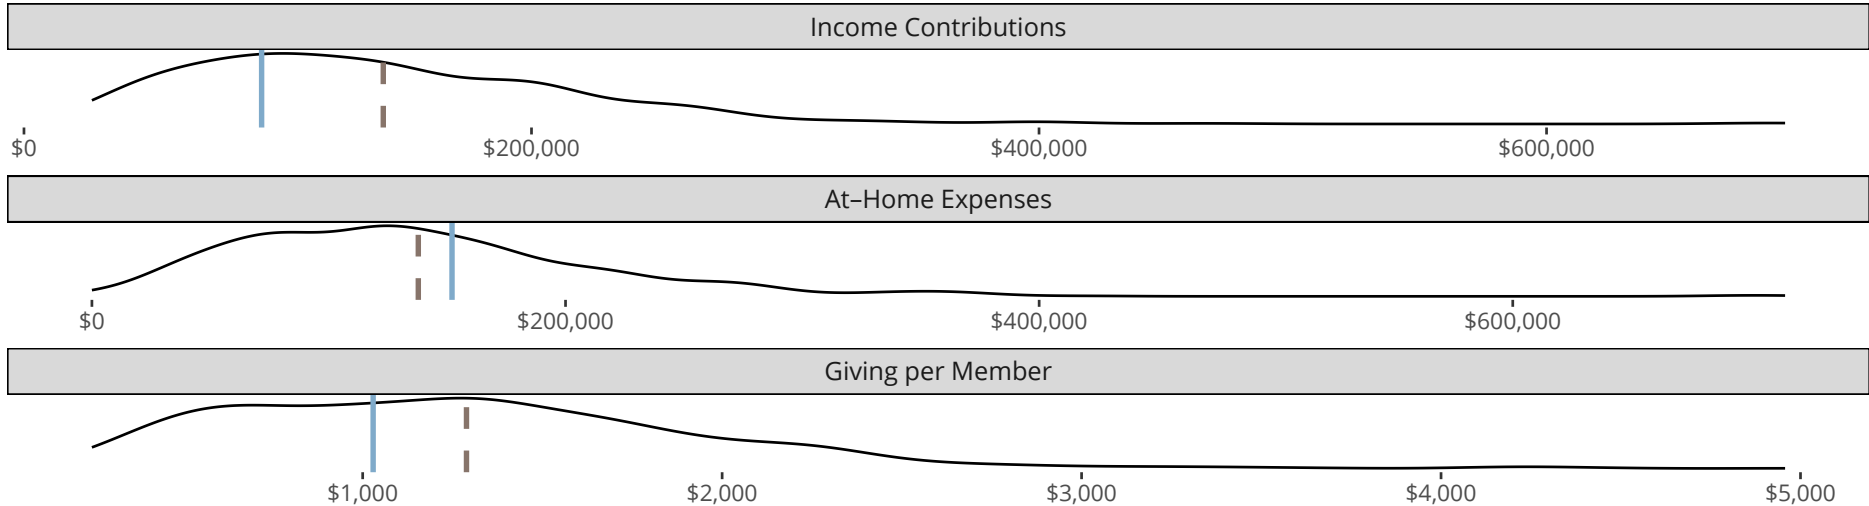 Income Contributions
$0 $200,000 $400,000 $600,000
At–Home Expenses
$0 $200,000 $400,000 $600,000
Giving per Member
$1,000 $2,000 $3,000 $4,000 $5,000